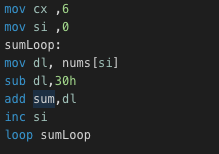 mov cx ,6
mov si ,0
sumLoop:
mov dl, nums[si]
sub dl,30h
add sum,dl
inc si
loop sumLoop